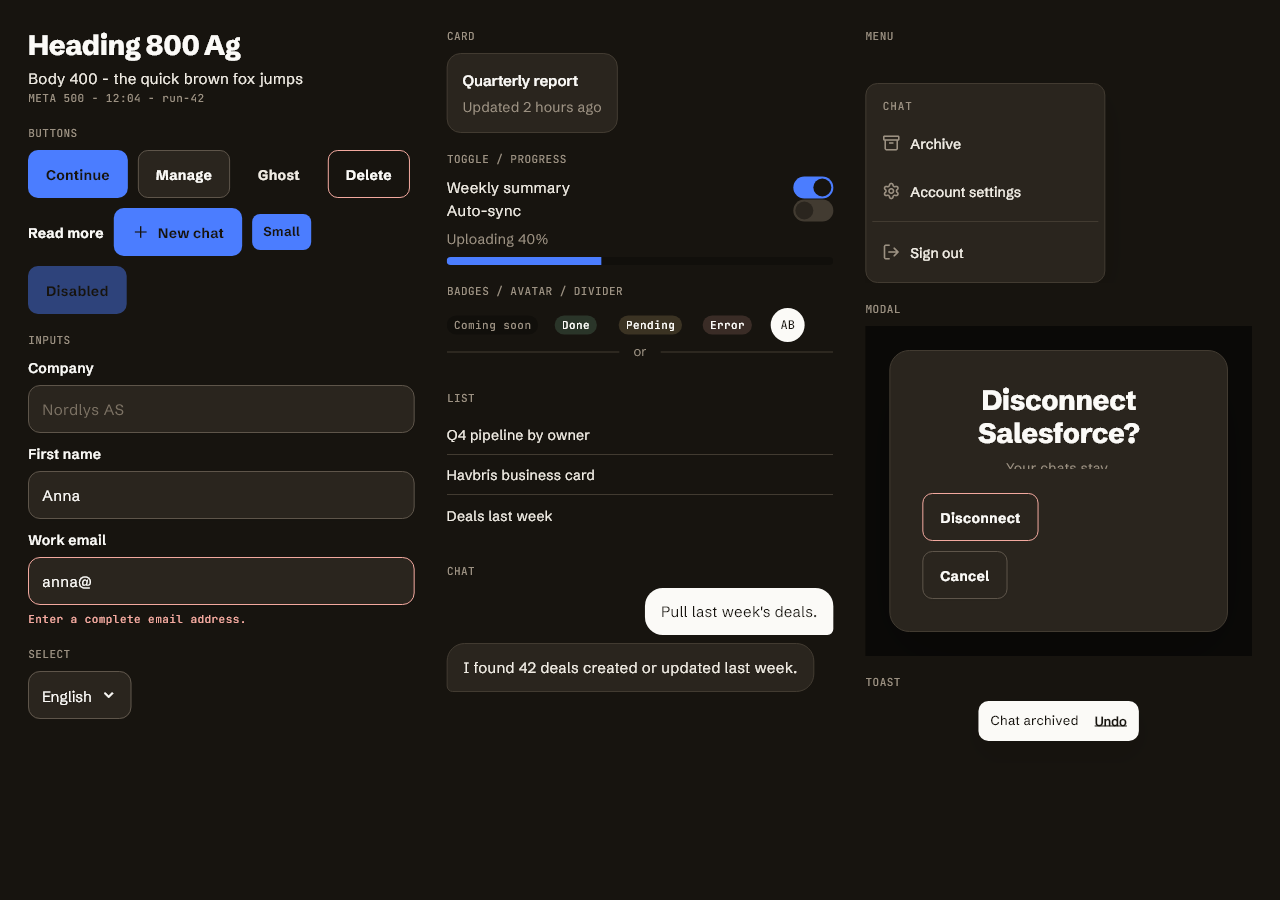 Heading 800 Ag
Body 400 - the quick brown fox jumps
META 500 - 12:04 - run-42
BUTTONS
Continue
Manage
Ghost
Delete
Read more
New chat
Small
Disabled
INPUTS
Company
Nordlys AS
First name
Anna
Work email
anna@
Enter a complete email address.
SELECT
English
CARD
Quarterly report
Updated 2 hours ago
TOGGLE / PROGRESS
Weekly summary
Auto-sync
Uploading 40%
BADGES / AVATAR / DIVIDER
Coming soon
Done
Pending
Error
AB
or
LIST
Q4 pipeline by owner
Havbris business card
Deals last week
CHAT
Pull last week's deals.
I found 42 deals created or updated last week.
MENU
CHAT
Archive
Account settings
Sign out
MODAL
Disconnect
Salesforce?
Your chats stay
Disconnect
Cancel
TOAST
Chat archived
Undo